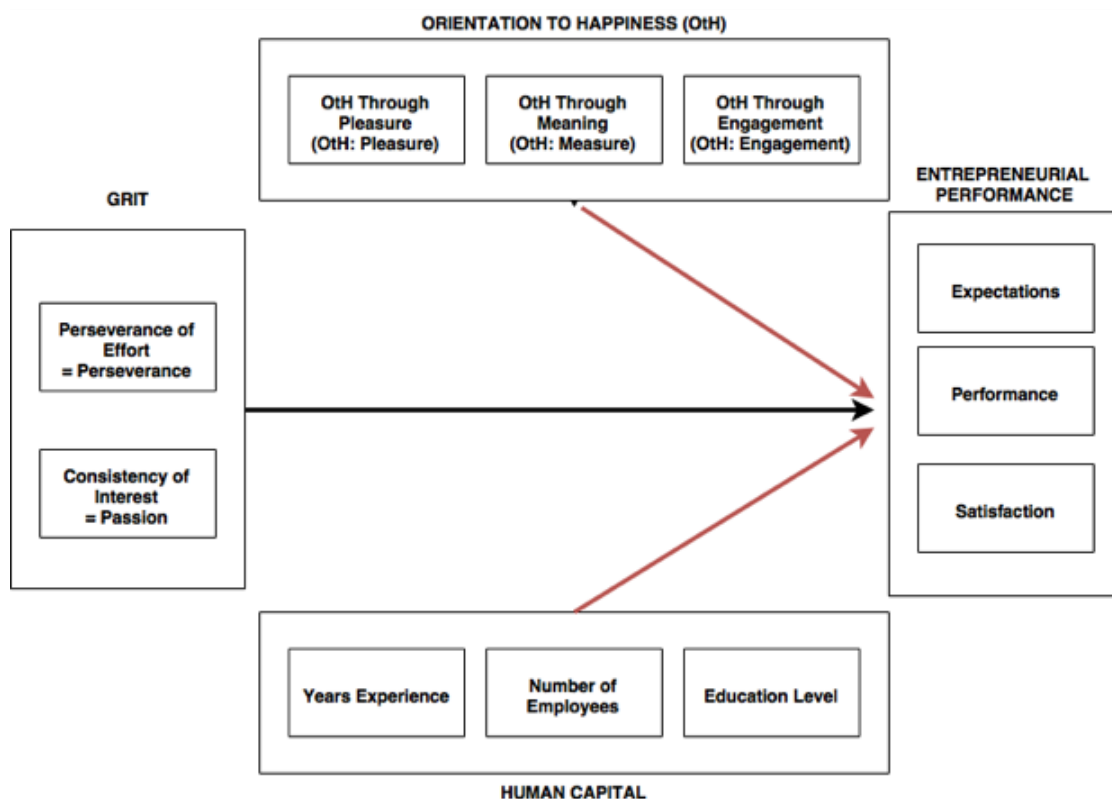 ORIENTATION TO HAPPINESS (OtH)
OtH Through
Pleasure
(OtH: Pleasure)
OtH Through
Meaning
(OtH: Measure)
OtH Through
Engagement
(OtH: Engagement)
GRIT
Perseverance of
Effort
= Perseverance
Consistency of
Interest
= Passion
ENTREPRENEURIAL
PERFORMANCE
Expectations
Performance
Satisfaction
Years Experience
Number of
Employees
Education Level
HUMAN CAPITAL